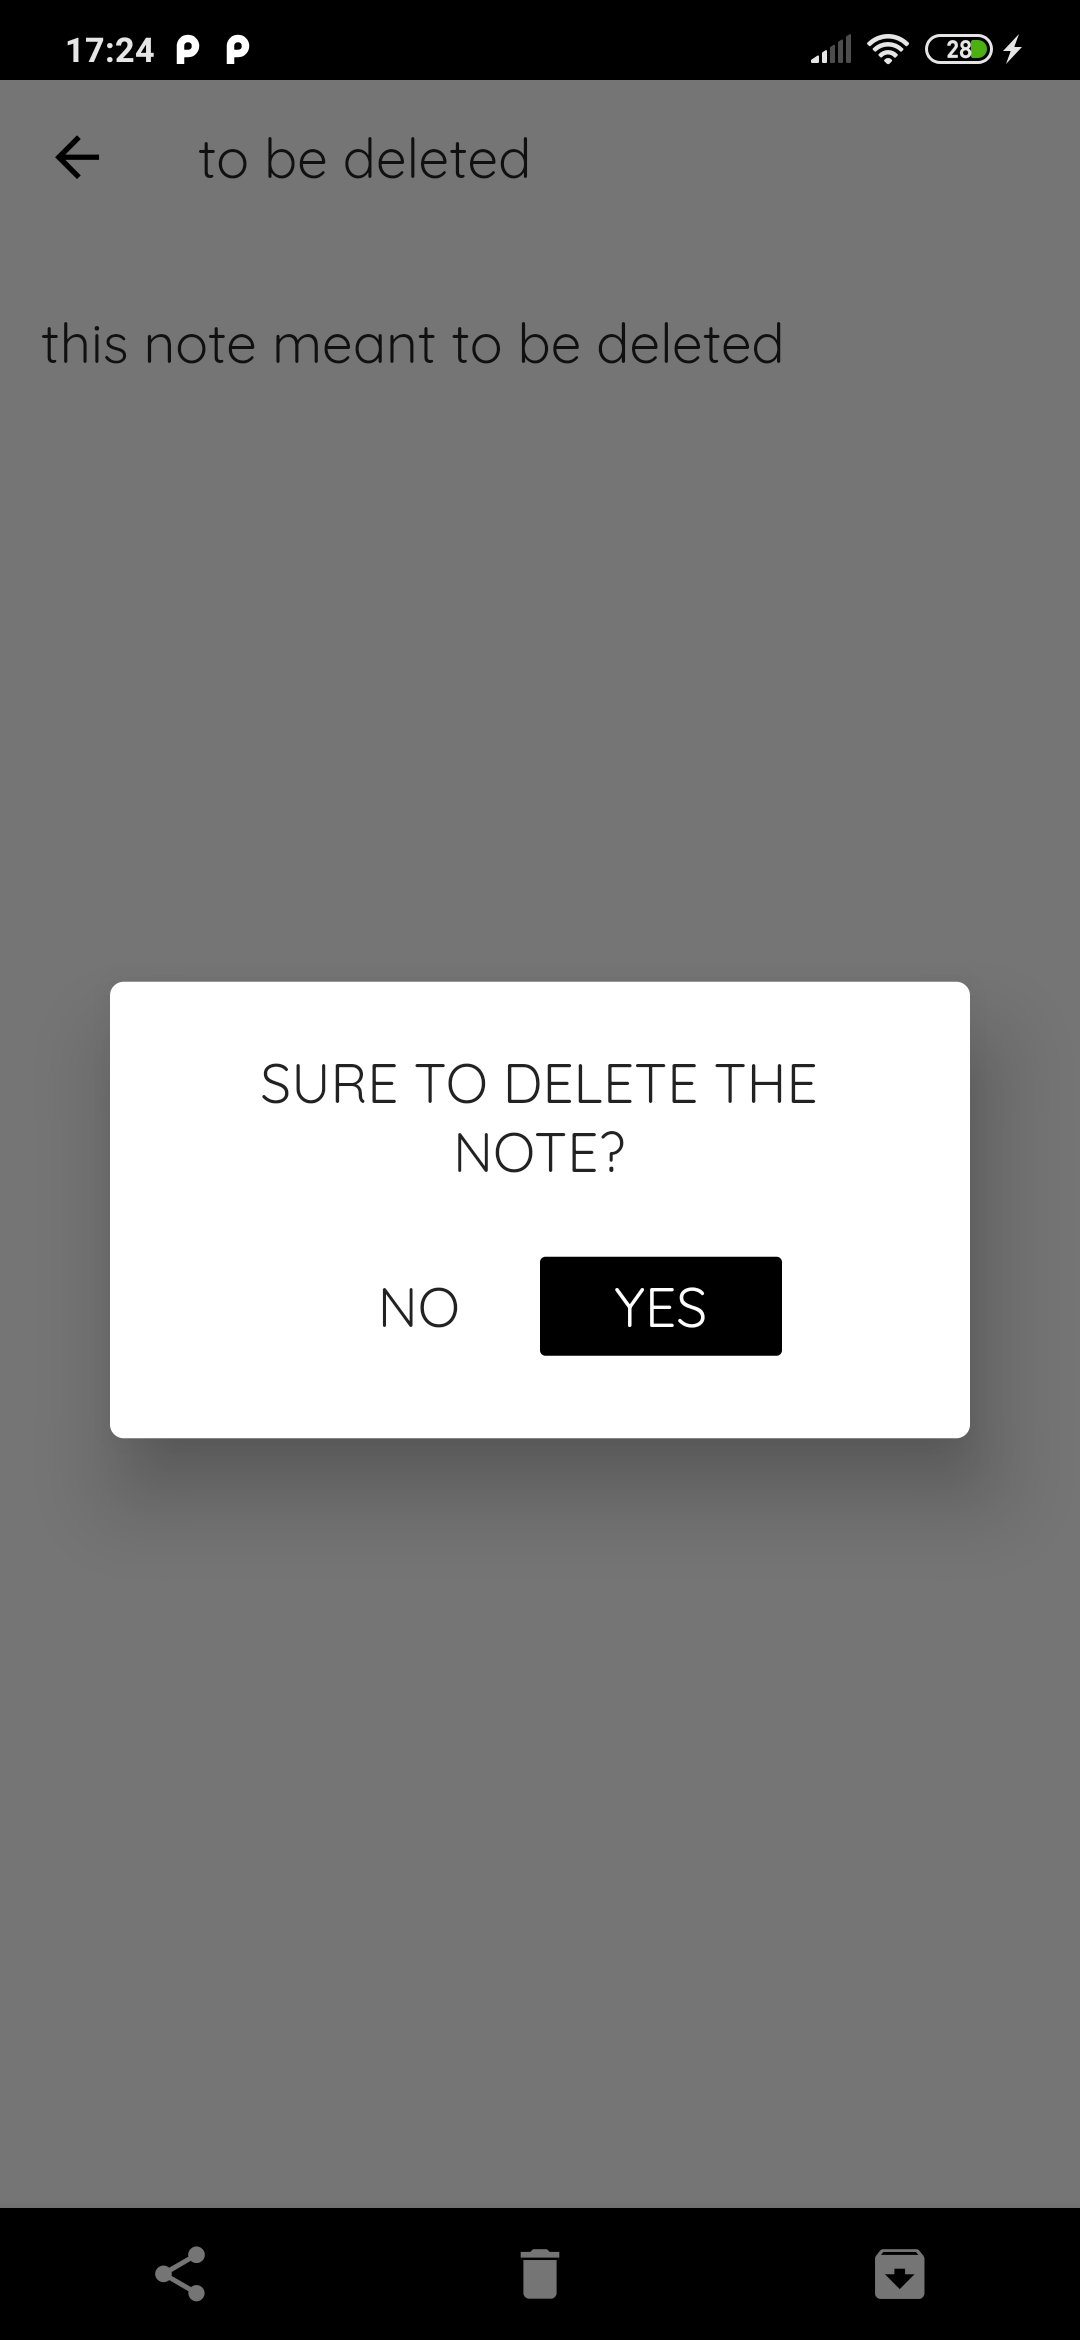 17:24
28
to be deleted
this note meant to be deleted
SURE TO DELETE THE
NOTE?
NO
YES